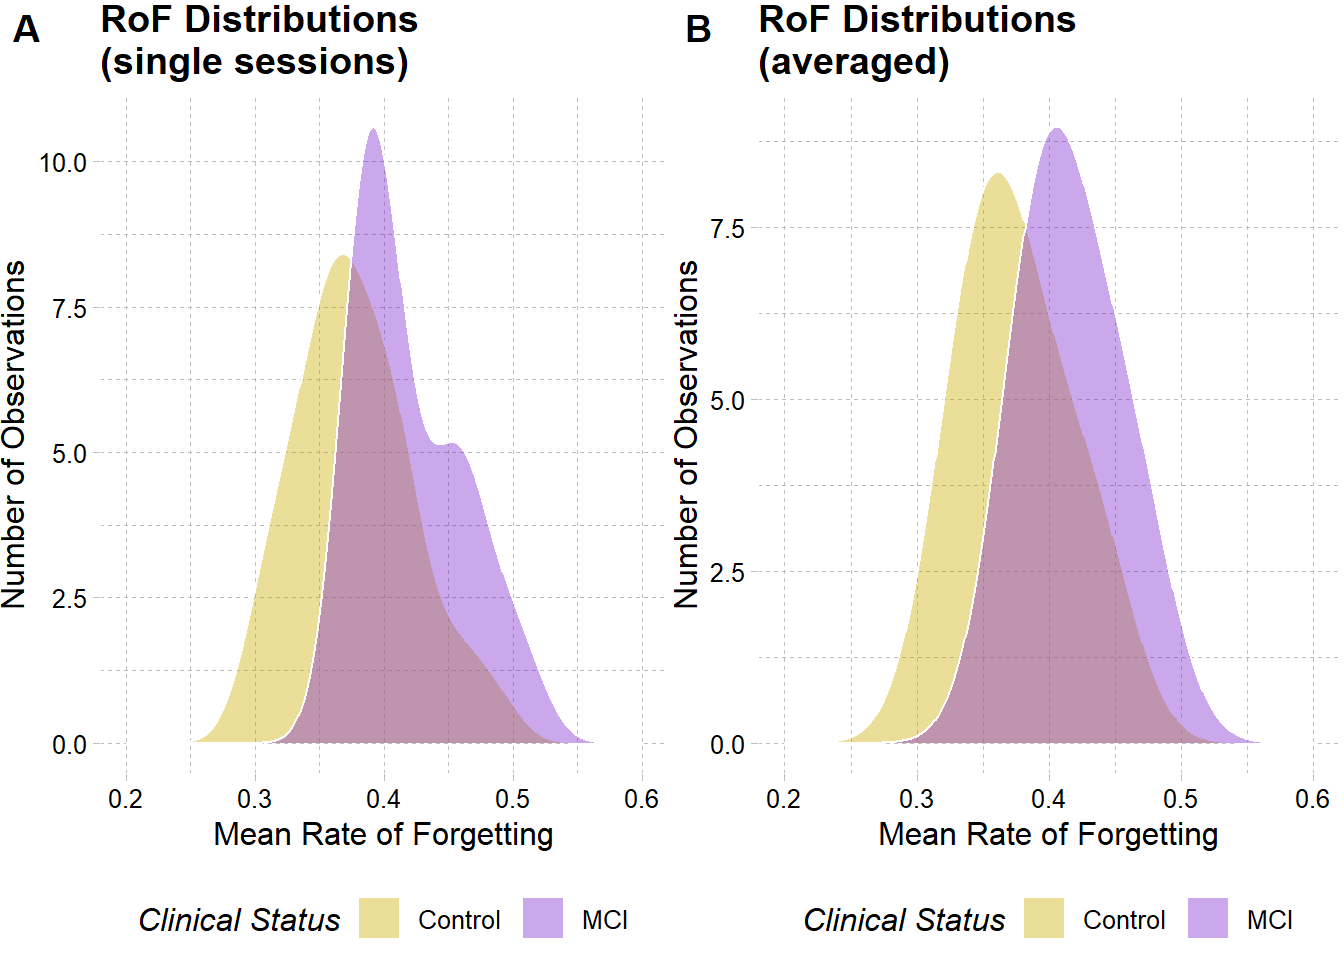 A
RoF Distributions
(single sessions)
Number of Observations
10.0
7.5
5.0
2.5
0.0
0.2 0.3 0.4 0.5 0.6
Mean Rate of Forgetting
Clinical Status Control MCI
B
RoF Distributions
(averaged)
Number of Observations
7.5
5.0
2.5
0.0
0.2 0.3 0.4 0.5 0.6
Mean Rate of Forgetting
Clinical Status Control MCI